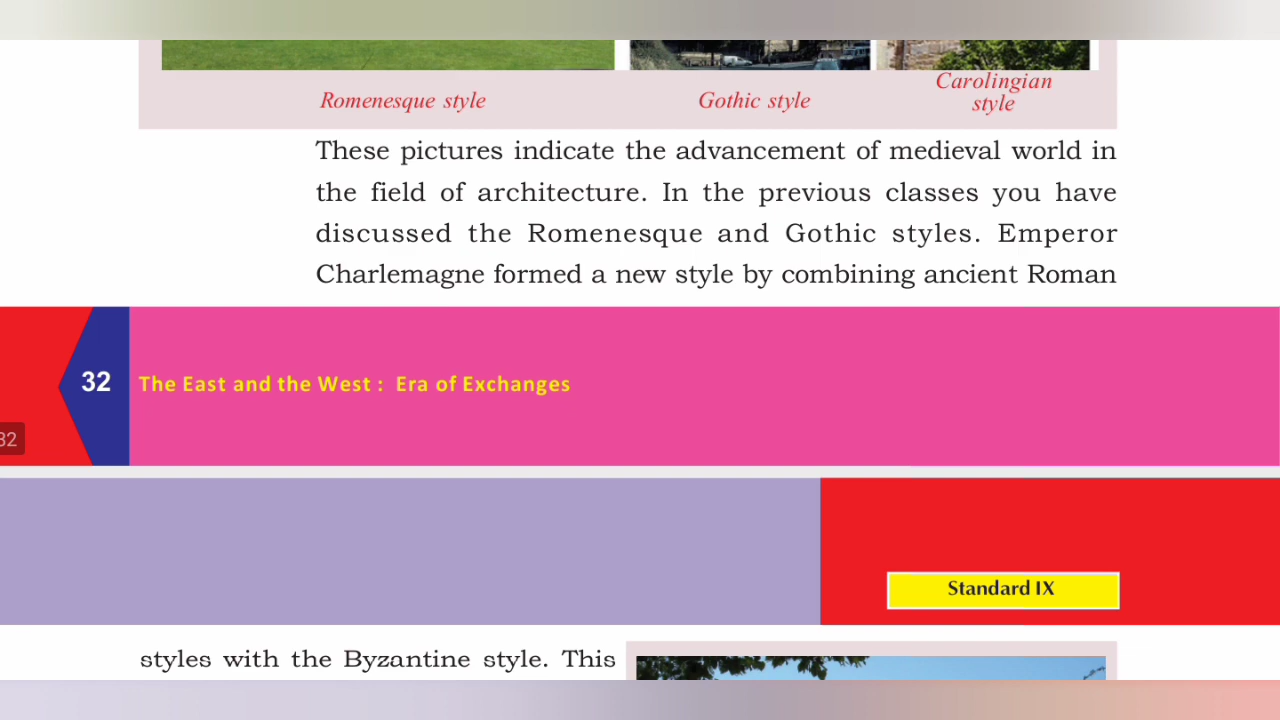 Romenesque style
Gothic style
Carolingian
style
These pictures indicate the advancement of medieval world in
the field of architecture. In the previous classes you have
discussed the Romenesque and Gothic styles. Emperor
Charlemagne formed a new style by combining ancient Roman
32
The East and the West : Era of Exchanges
32
Standard IX
styles with the Byzantine style. This